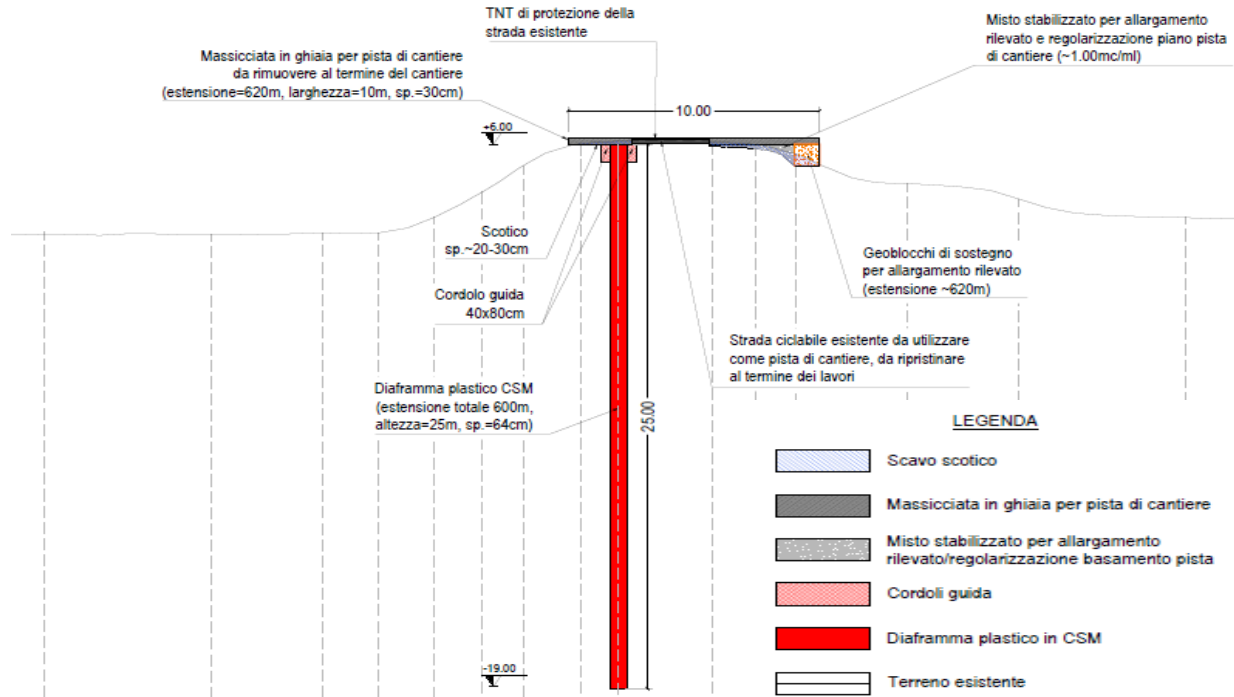 TNT di protezione della
strada esistente
Misto stabilizzato per allargamento
rilevato e regolarizzazione piano pista
di cantiere (~1.00mc/ml)
Massicciata in ghiaia per pista di cantiere
da rimuovere al termine del cantiere
(estensione=620m, larghezza=10m, sp.=30cm)
10.00
+6.00
Scotico
sp.~20-30cm
Geoblocchi di sostegno
per allargamento rilevato
(estensione ~620m)
Cordolo guida
40x80cm
Strada ciclabile esistente da utilizzare
come pista di cantiere, da ripristinare
al termine dei lavori
Diaframma plastico CSM
(estensione totale 600m,
altezza=25m, sp.=64cm)
25.00
LEGENDA
Scavo scotico
Massicciata in ghiaia per pista di cantiere
Misto stabilizzato per allargamento
rilevato/regolarizzazione basamento pista
Cordoli guida
Diaframma plastico in CSM
-19.00
Terreno esistente